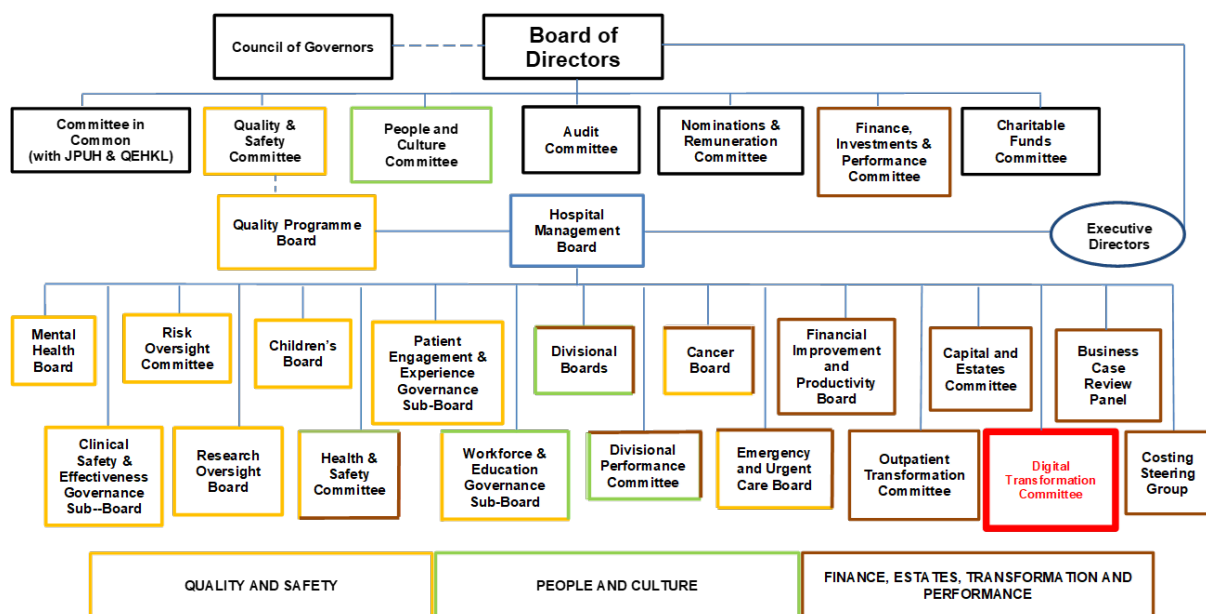 Council of Governors
Board of
Directors
Committee in
Common
(with JPUH & QEHKL)
Quality &
Safety
Committee
People and
Culture
Committee
Audit
Committee
Nominations &
Remuneration
Committee
Finance,
Investments &
Performance
Committee
Charitable
Funds
Committee
Quality Programme
Board
Hospital
Management
Board
Executive
Directors
Mental
Health
Board
Risk
Oversight
Committee
Children's
Board
Patient
Engagement &
Experience
Governance
Sub-Board
Divisional
Boards
Cancer
Board
Financial
Improvement
and
Productivity
Board
Capital and
Estates
Committee
Business
Case
Review
Panel
Clinical
Safety &
Effectiveness
Governance
Sub--Board
Research
Oversight
Board
Health &
Safety
Committee
Workforce &
Education
Governance
Sub-Board
Divisional
Performance
Committee
Emergency
and Urgent
Care Board
Outpatient
Transformation
Committee
Digital
Transformation
Committee
Costing
Steering
Group
QUALITY AND SAFETY
PEOPLE AND CULTURE
FINANCE, ESTATES, TRANSFORMATION AND
PERFORMANCE